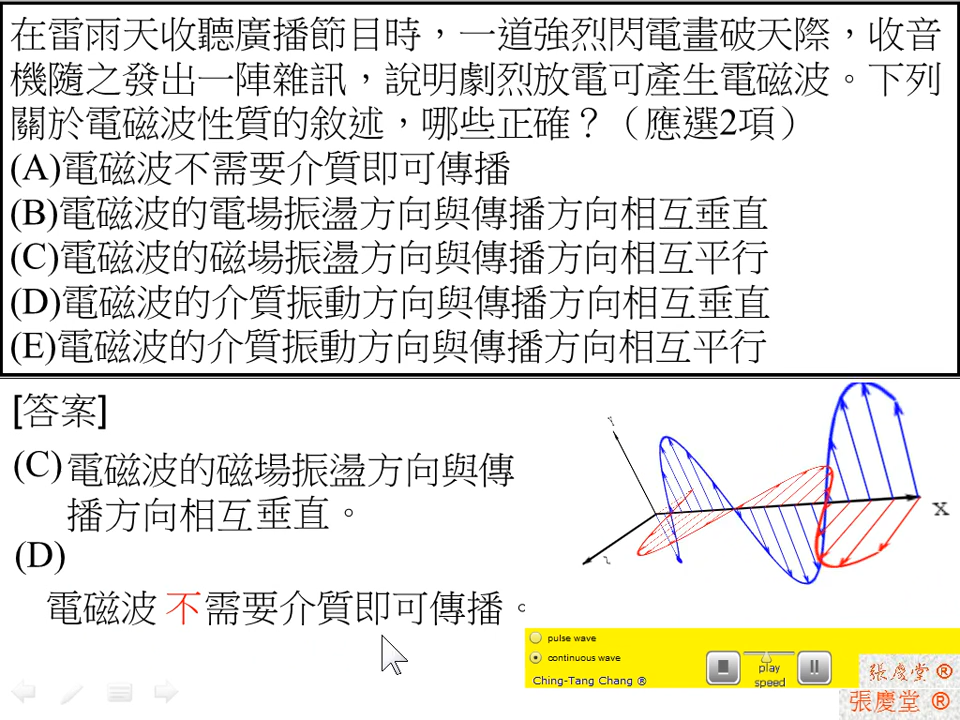 在雷雨天收聽廣播節目時，一道強烈閃電畫破天際，收音
機隨之發出一陣雜訊，說明劇烈放電可產生電磁波。下列
關於電磁波性質的敘述，哪些正確？（應選2項）
(A)電磁波不需要介質即可傳播
(B)電磁波的電場振盪方向與傳播方向相互垂直
(C)電磁波的磁場振盪方向與傳播方向相互平行
(D)電磁波的介質振動方向與傳播方向相互垂直
(E)電磁波的介質振動方向與傳播方向相互平行
[答案]
(C)電磁波的磁場振盪方向與傳
播方向相互垂直。
(D)
電磁波不需要介質即可傳播。
Y
X
Z
pulse wave
continuous wave
Ching-Tang Chang ®
play
speed
張慶堂 ®
張慶堂 ®